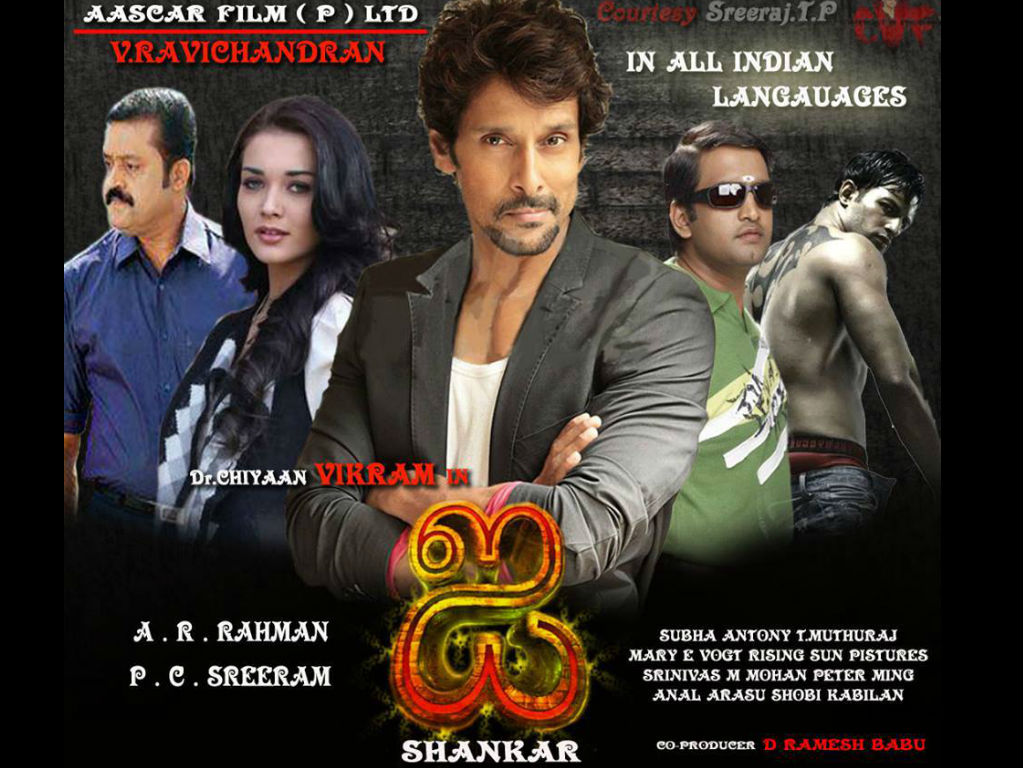 AASCAR FILM ( P ) LTD
V.RAVICHANDRAN
Courtesy Sreeraj.T.P
IN ALL INDIAN
LANGAUAGES
Dr.CHIYAAN VIKRAM IN
ஐ
SHANKAR
A . R . RAHMAN
P . C . SREERAM
SUBHA ANTONY T.MUTHURAJ
MARY E VOGT RISING SUN PISTURES
SRINIVAS M MOHAN PETER MING
ANAL ARASU SHOBI KABILAN
CO-PRODUCER D RAMESH BABU